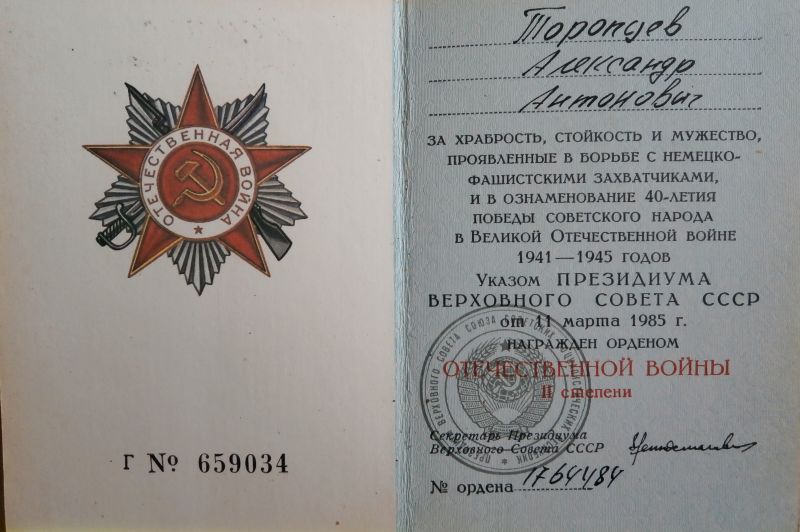 ОТЕЧЕСТВЕННАЯ ВОЙНА
Г № 659034
Торопцев
Александр
Антонович
ЗА ХРАБРОСТЬ, СТОЙКОСТЬ И МУЖЕСТВО,
ПРОЯВЛЕННЫЕ В БОРЬБЕ С НЕМЕЦКО-
ФАШИСТСКИМИ ЗАХВАТЧИКАМИ,
И В ОЗНАМЕНОВАНИЕ 40-ЛЕТИЯ
ПОБЕДЫ СОВЕТСКОГО НАРОДА
В ВЕЛИКОЙ ОТЕЧЕСТВЕННОЙ ВОЙНЕ
1941—1945 ГОДОВ
УКАЗОМ ПРЕЗИДИУМА
ВЕРХОВНОГО СОВЕТА СССР
от 11 марта 1985 г.
НАГРАЖДЕН ОРДЕНОМ
ОТЕЧЕСТВЕННОЙ ВОЙНЫ
II степени
Секретарь Президиума
Верховного Совета СССР
№ ордена 1764484